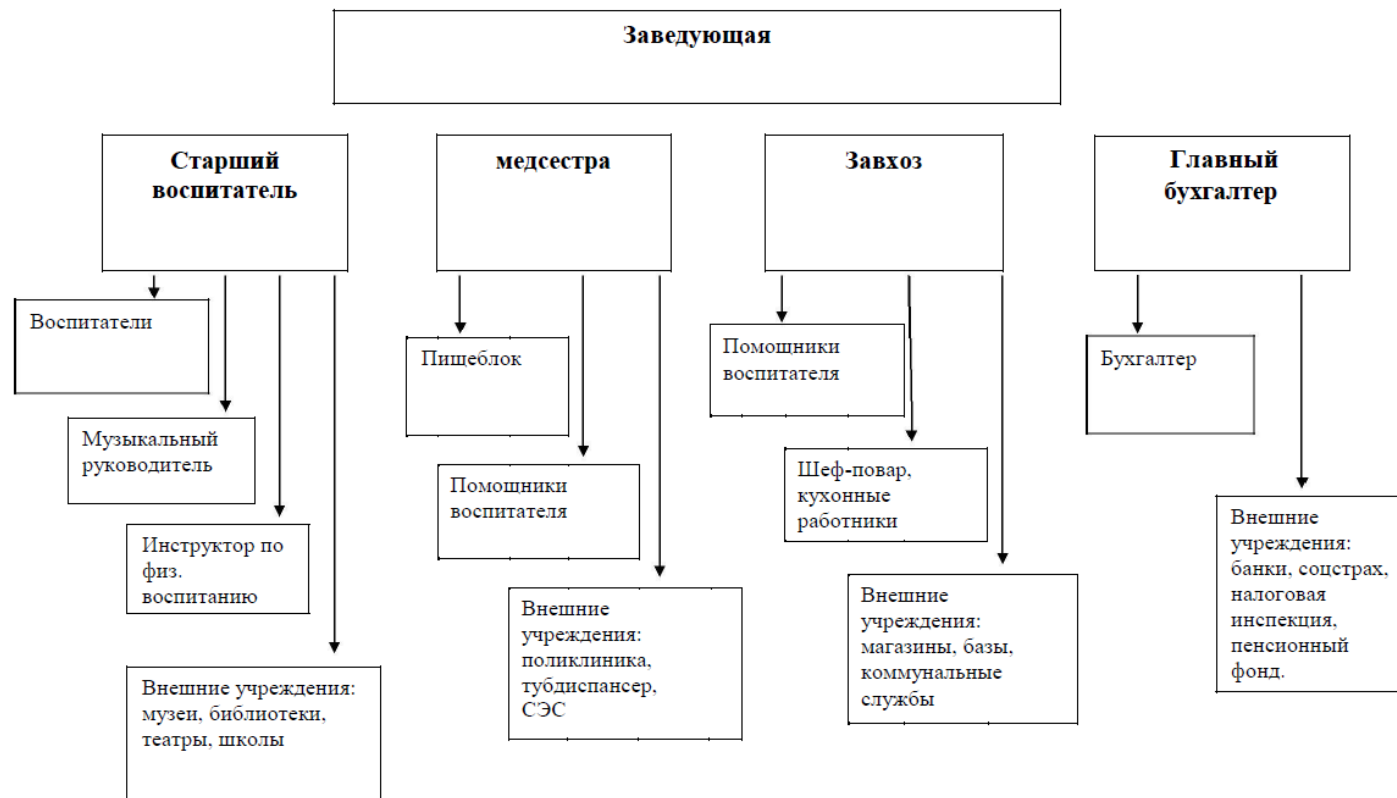 Заведующая
Старший
воспитатель
медсестра
Завхоз
Главный
бухгалтер
Воспитатели
Музыкальный
руководитель
Инструктор по
физ.
воспитанию
Внешние учреждения:
музеи, библиотеки,
театры, школы
Пищеблок
Помощники
воспитателя
Внешние
учреждения:
поликлиника,
тубдиспансер,
СЭС
Помощники
воспитателя
Шеф-повар,
кухонные
работники
Внешние
учреждения:
магазины, базы,
коммунальные
службы
Бухгалтер
Внешние
учреждения:
банки, соцстрах,
налоговая
инспекция,
пенсионный
фонд.